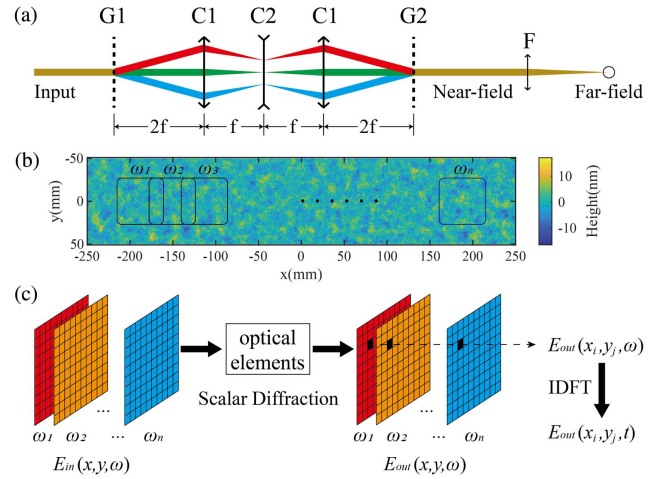 (a)
G1 C1 C2 C1 G2
F
Input
Near-field
Far-field
2f f f 2f
(b)
-50
0
50
y(mm)
ω1 ω2 ω3
ωn
-250 -200 -150 -100 -50 0 50 100 150 200 250
x(mm)
10
0
-10
Height(nm)
(c)
optical
elements
Scalar Diffraction
ω1 ω2 ... ωn
...
Ein(x,y,ω)
ω1 ω2 ... ωn
...
Eout(x,y,ω)
Eout(xi,yj,ω)
IDFT
Eout(xi,yj,t)